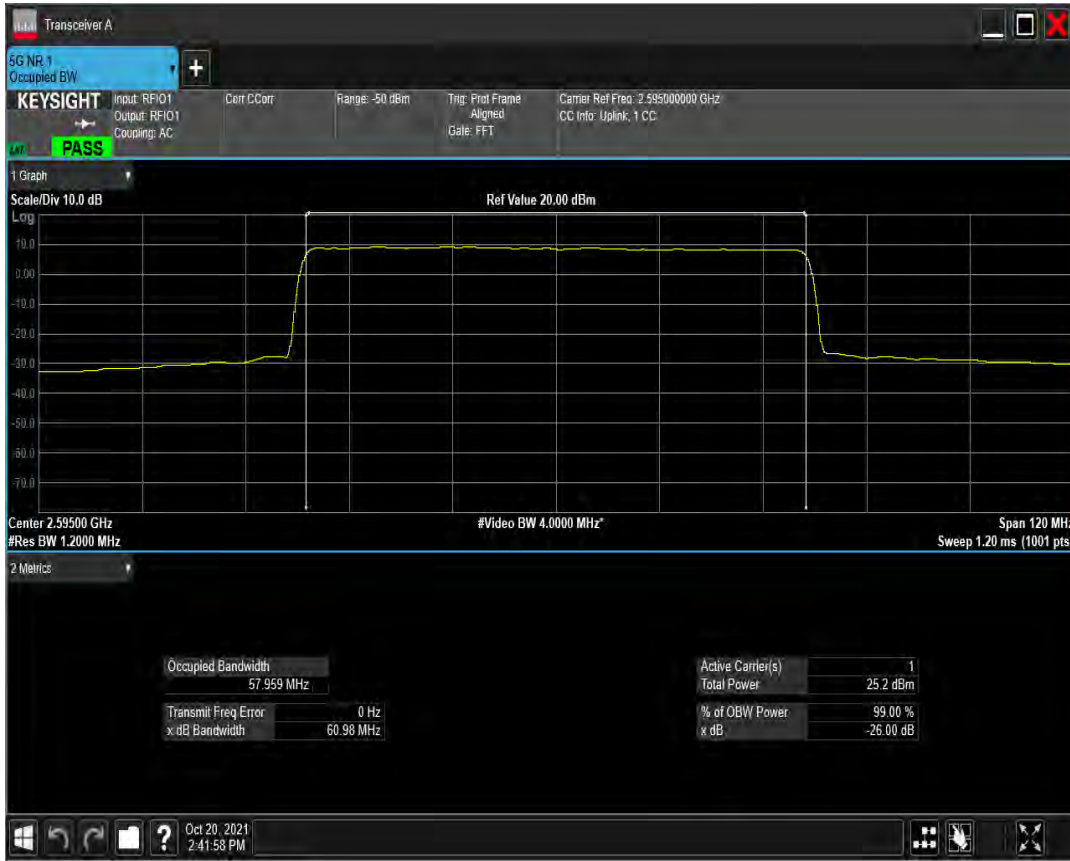 Transceiver A
5G NR 1
Occupied BW
KEYSIGHT
Input: RFIO1
Output: RFIO1
Coupling: AC
Corr CCorr
Range: -50 dBm
Trig: Prot Frame
Aligned
Gate: FFT
Carrier Ref Freq: 2.595000000 GHz
CC Info: Uplink, 1 CC
PASS
1 Graph
Scale/Div 10.0 dB
Ref Value 20.00 dBm
Log
10.0
0.00
-10.0
-20.0
-30.0
-40.0
-50.0
-60.0
-70.0
Center 2.59500 GHz
#Video BW 4.0000 MHz*
Span 120 MHz
#Res BW 1.2000 MHz
Sweep 1.20 ms (1001 pts
2 Metrics
Occupied Bandwidth
57.959 MHz
Transmit Freq Error 0 Hz
x dB Bandwidth 60.98 MHz
Active Carrier(s) 1
Total Power 25.2 dBm
% of OBW Power 99.00 %
x dB -26.00 dB
Oct 20, 2021
2:41:58 PM